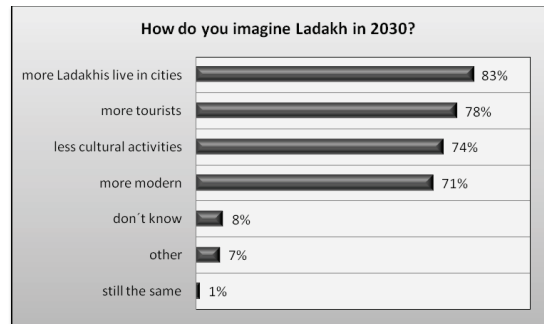 How do you imagine Ladakh in 2030?
more Ladakhis live in cities 83%
more tourists 78%
less cultural activities 74%
more modern 71%
don´t know 8%
other 7%
still the same 1%